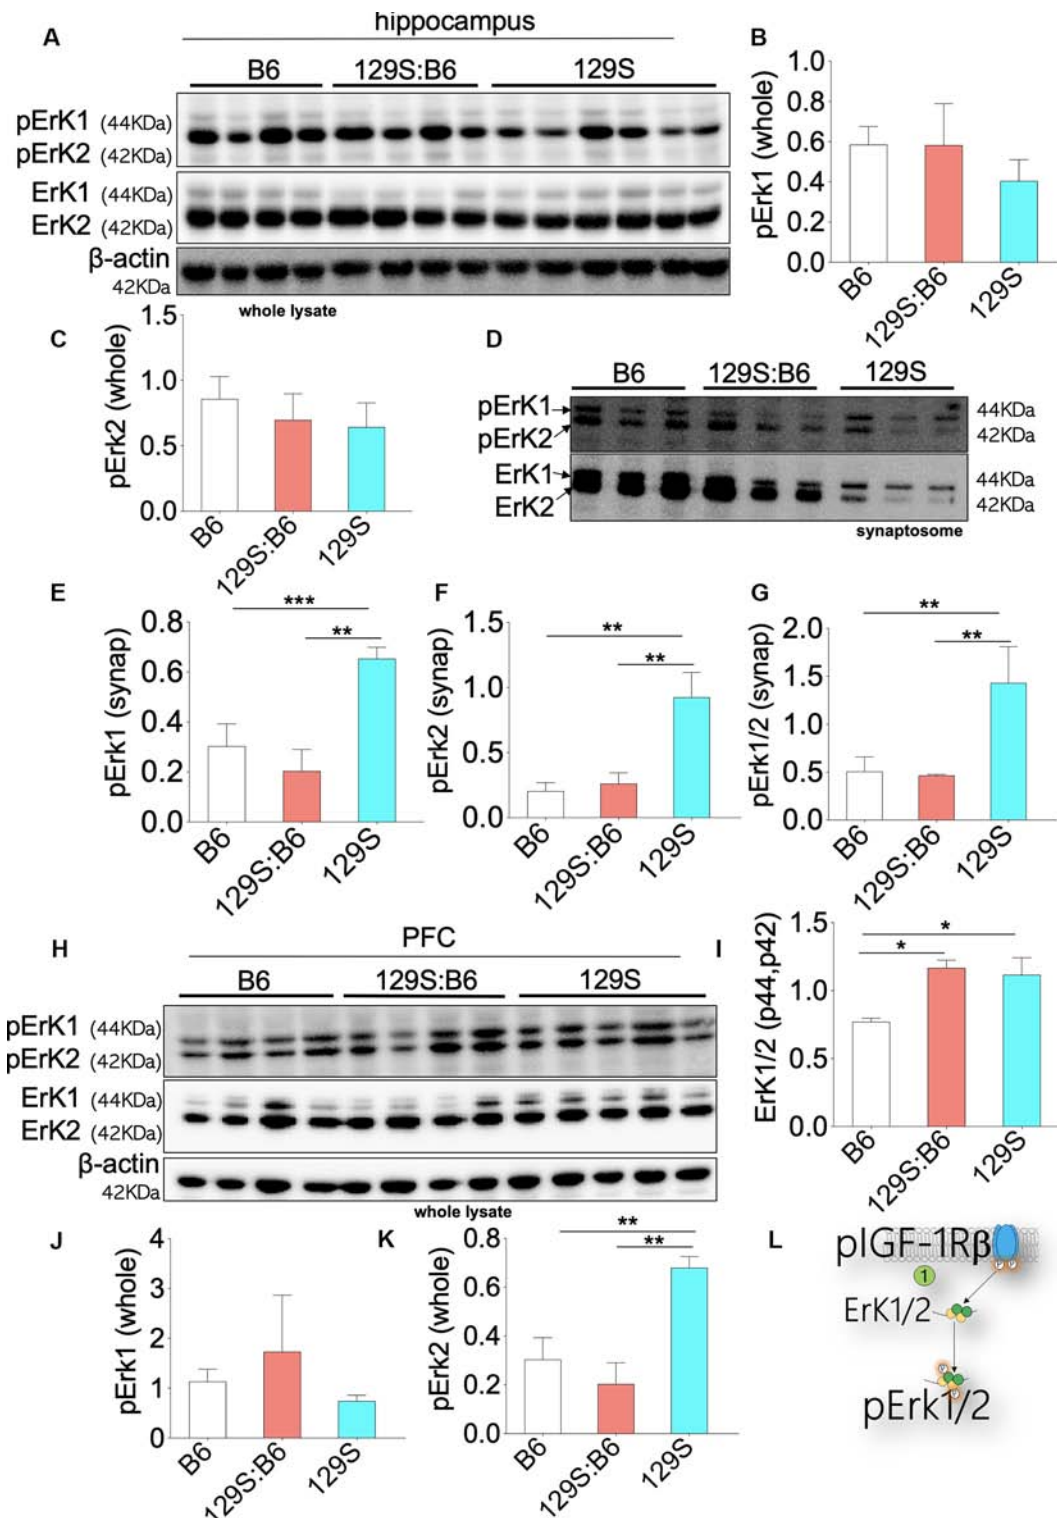 A
hippocampus
B6 129S:B6 129S
pErK1 (44KDa)
pErK2 (42KDa)
ErK1 (44KDa)
ErK2 (42KDa)
β-actin
42KDa
whole lysate
B
pErk1 (whole)
1.0
0.8
0.6
0.4
0.2
0.0
B6
129S:B6
129S
C
pErk2 (whole)
1.5
1.0
0.5
0.0
B6
129S:B6
129S
D
B6 129S:B6 129S
pErK1 44KDa
pErK2 42KDa
ErK1 44KDa
ErK2 42KDa
synaptosome
E
pErk1 (synap)
0.8
0.6
0.4
0.2
0.0
***
**
B6
129S:B6
129S
F
pErk2 (synap)
1.5
1.0
0.5
0.0
**
**
B6
129S:B6
129S
G
pErk1/2 (synap)
2.0
1.5
1.0
0.5
0.0
**
**
B6
129S:B6
129S
H
PFC
B6 129S:B6 129S
pErK1 (44KDa)
pErK2 (42KDa)
ErK1 (44KDa)
ErK2 (42KDa)
β-actin
42KDa
whole lysate
I
ErK1/2 (p44,p42)
1.5
1.0
0.5
0.0
*
*
B6
129S:B6
129S
J
pErk1 (whole)
4
3
2
1
0
B6
129S:B6
129S
K
pErk2 (whole)
0.8
0.6
0.4
0.2
0.0
**
**
B6
129S:B6
129S
L
pIGF-1Rβ
P P
1
ErK1/2
P
P
pErk1/2